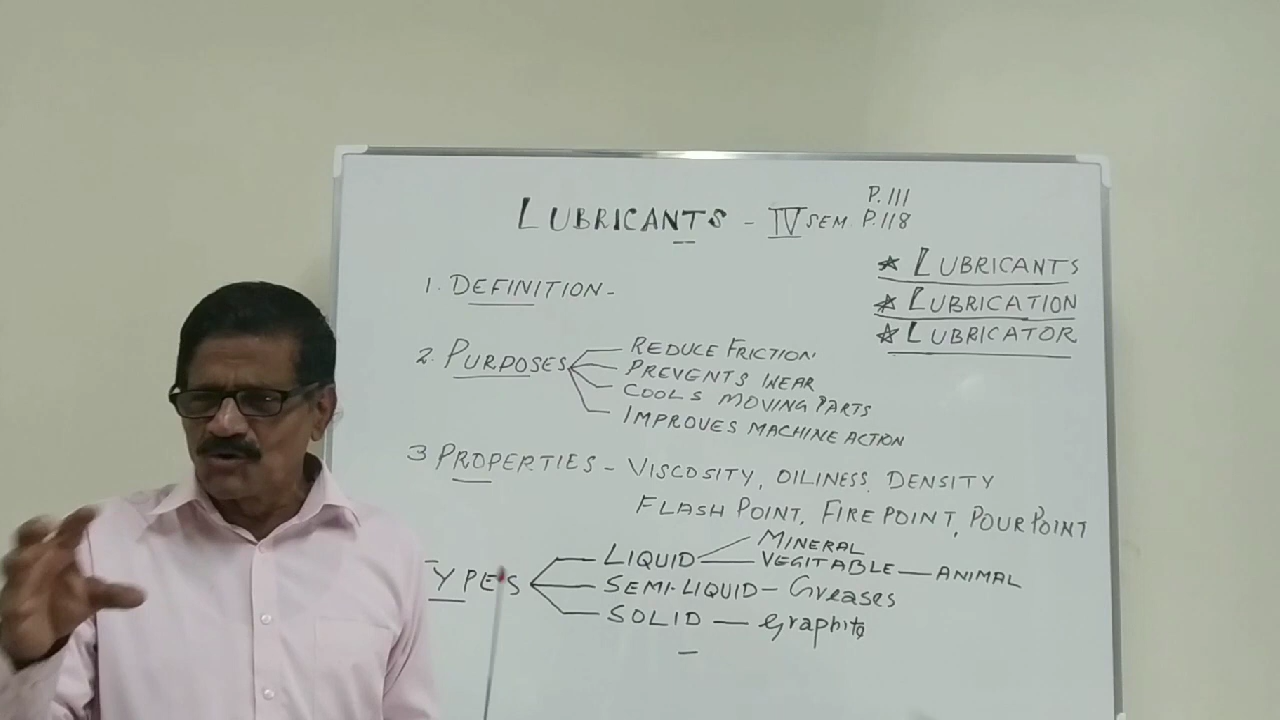 P.111
LUBRICANTS - IV SEM P.118
* LUBRICANTS
* LUBRICATION
* LUBRICATOR
1. DEFINITION-
2. PURPOSES
REDUCE FRICTION
PREVENTS WEAR
COOLS MOVING PARTS
IMPROVES MACHINE ACTION
3 PROPERTIES - VISCOSITY, OILINESS, DENSITY
FLASH POINT, FIRE POINT, POUR POINT
TYPES
LIQUID
MINERAL
VEGITABLE - ANIMAL
SEMI-LIQUID - Greases
SOLID - Graphite